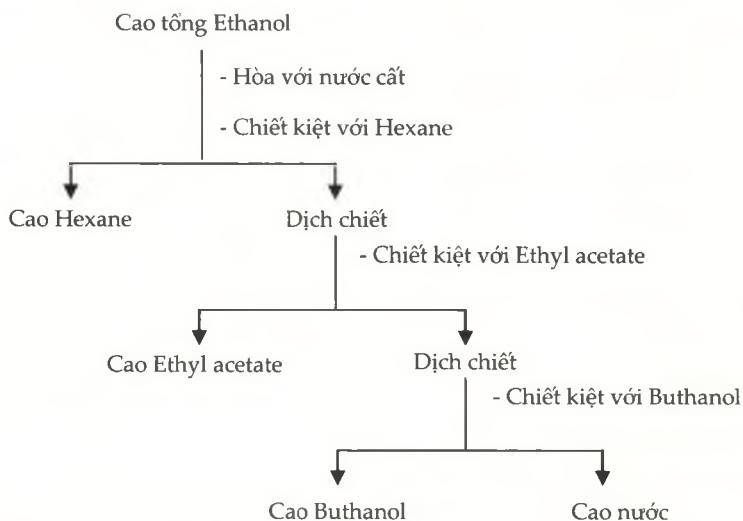 Cao tổng Ethanol
- Hòa với nước cất
- Chiết kiệt với Hexane
Cao Hexane
Dịch chiết
- Chiết kiệt với Ethyl acetate
Cao Ethyl acetate
Dịch chiết
- Chiết kiệt với Buthanol
Cao Buthanol
Cao nước